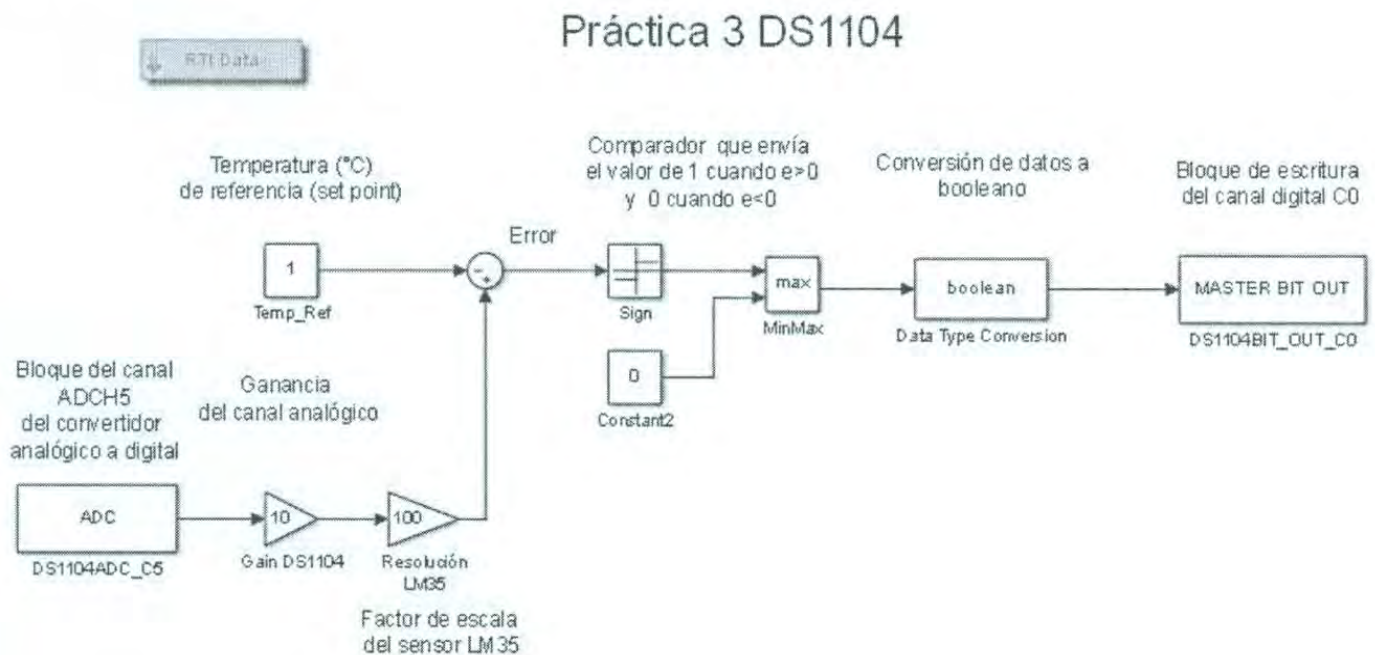 Práctica 3 DS1104
RTI Data
Temperatura (°C)
de referencia (set point)
Comparador que envía
el valor de 1 cuando e>0
y 0 cuando e<0
Conversión de datos a
booleano
Bloque de escritura
del canal digital C0
1
Temp_Ref
-
+
Error
Sign
max
MinMax
boolean
Data Type Conversion
MASTER BIT OUT
DS1104BIT_OUT_C0
0
Constant2
Bloque del canal
ADCH5
del convertidor
analógico a digital
Ganancia
del canal analógico
ADC
DS1104ADC_C5
10
Gain DS1104
100
Resolución
LM35
Factor de escala
del sensor LM35